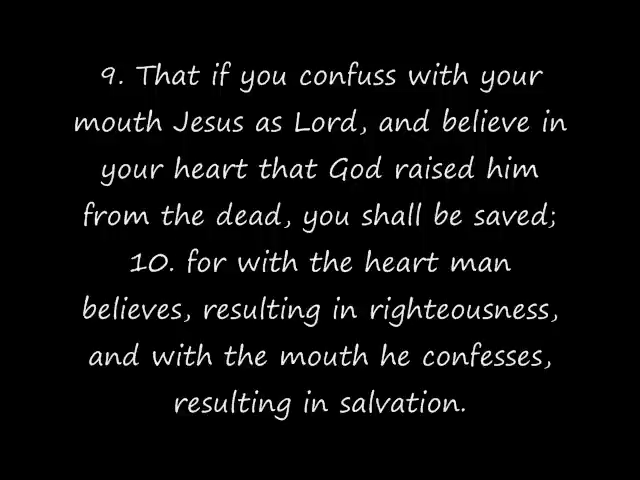 9. That if you confuss with your
mouth Jesus as Lord, and believe in
your heart that God raised him
from the dead, you shall be saved;
10. for with the heart man
believes, resulting in righteousness,
and with the mouth he confesses,
resulting in salvation.